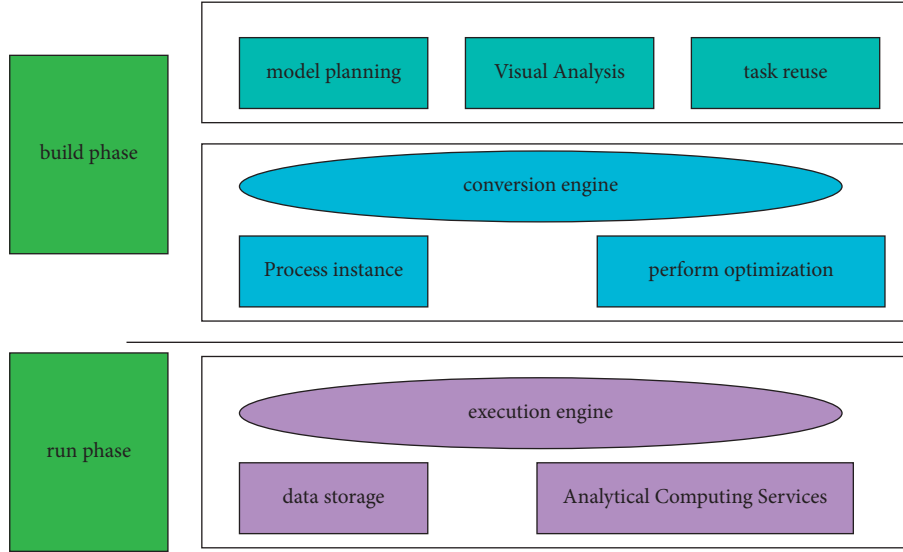 model planning
Visual Analysis
task reuse
build phase
conversion engine
Process instance
perform optimization
run phase
execution engine
data storage
Analytical Computing Services